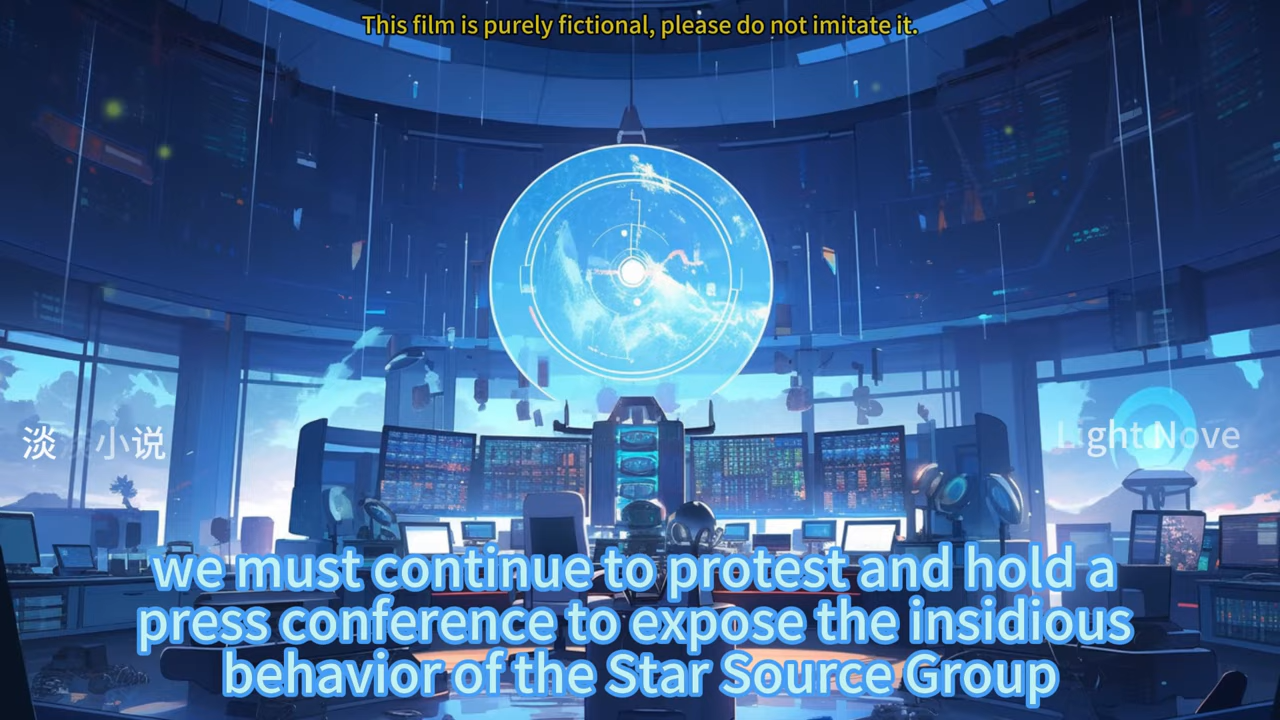 This film is purely fictional, please do not imitate it.
淡 小说
Light Nove
we must continue to protest and hold a
press conference to expose the insidious
behavior of the Star Source Group